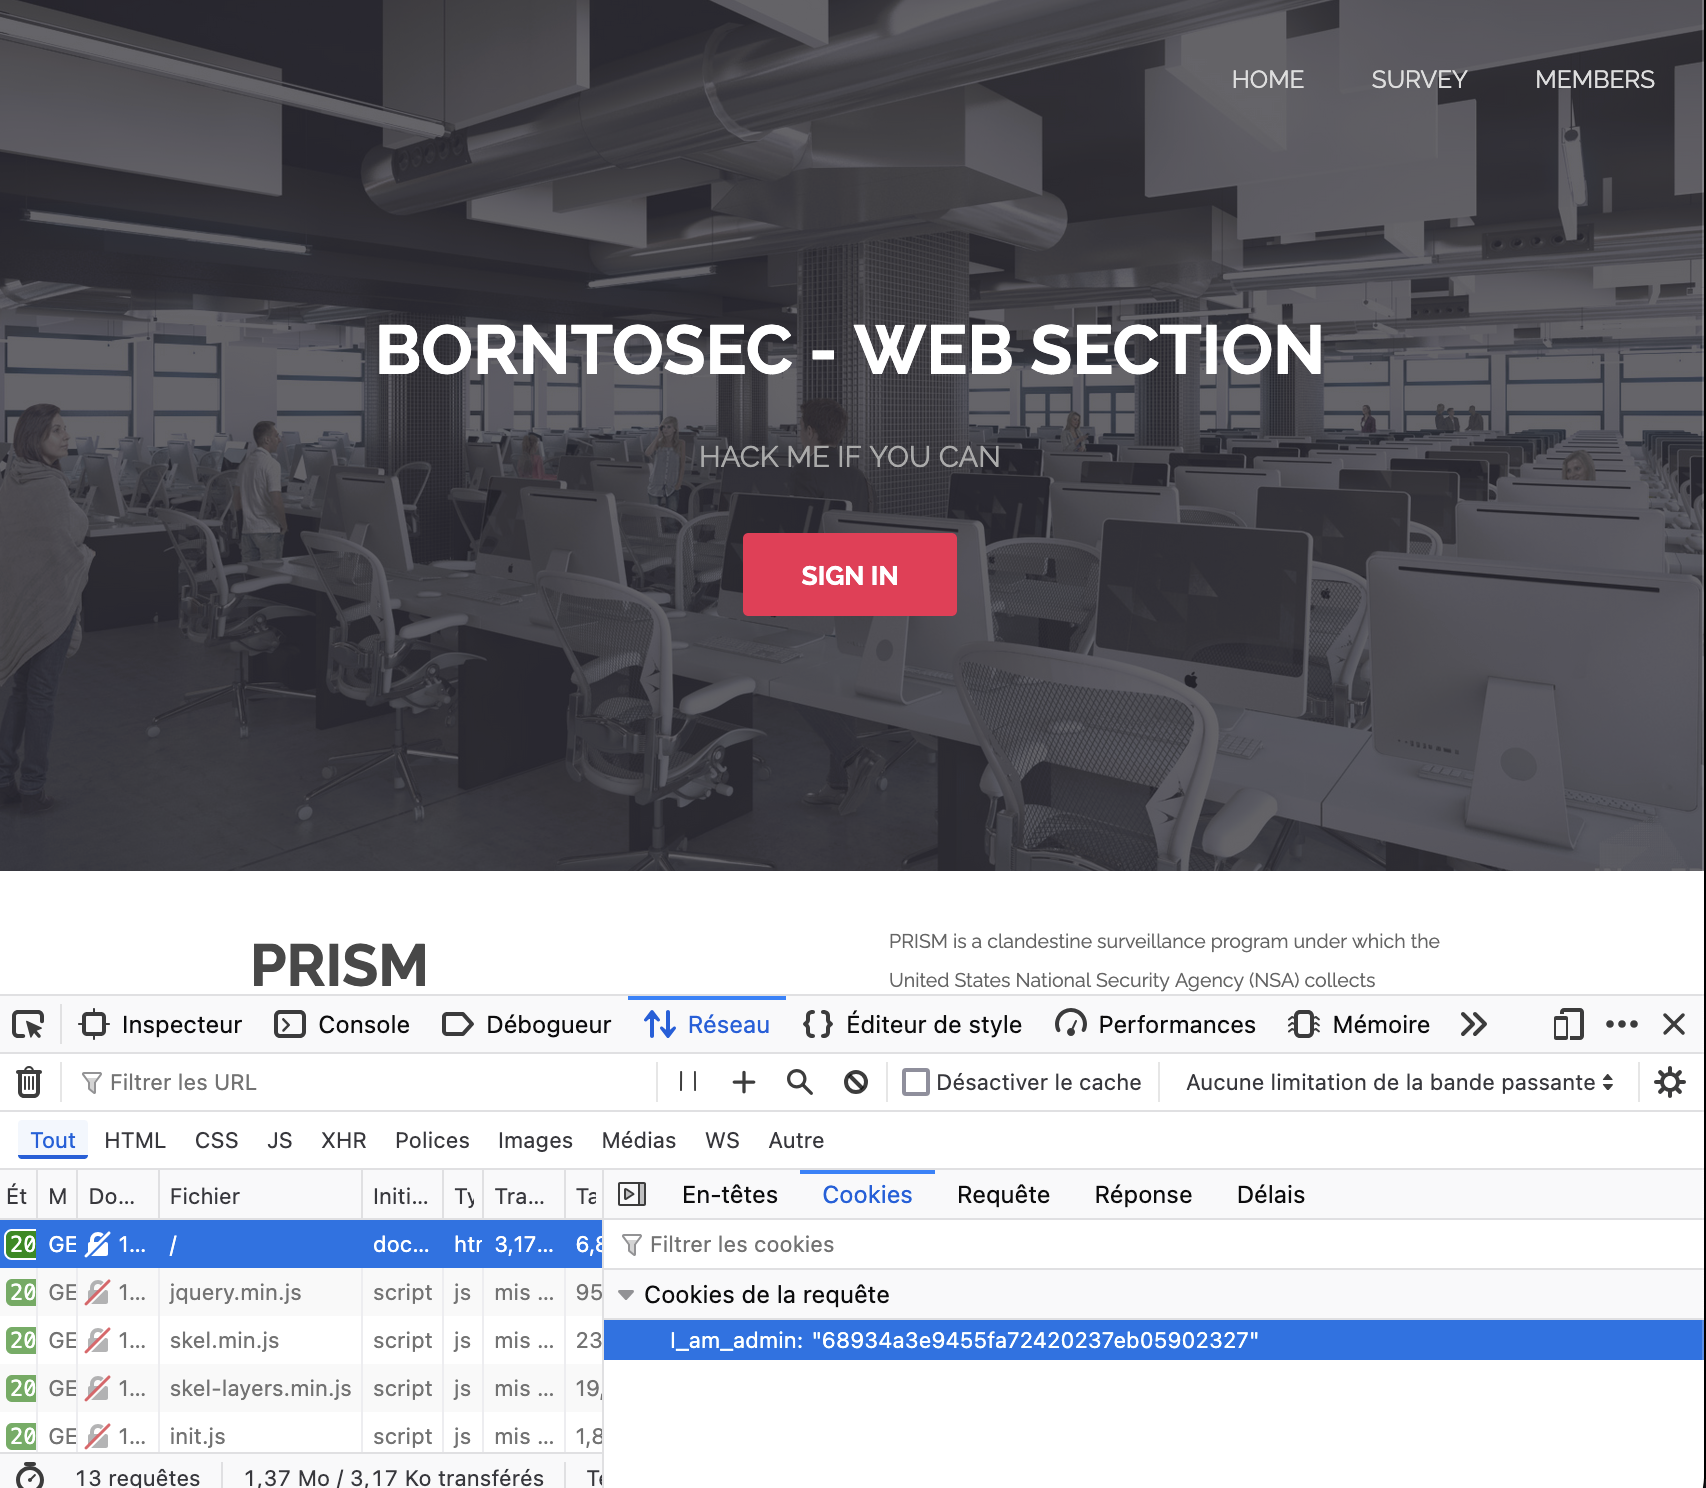 HOME SURVEY MEMBERS
BORNTOSEC - WEB SECTION
HACK ME IF YOU CAN
SIGN IN
PRISM
PRISM is a clandestine surveillance program under which the
United States National Security Agency (NSA) collects
Inspecteur Console Débogueur Réseau Éditeur de style Performances Mémoire
Filtrer les URL Désactiver le cache Aucune limitation de la bande passante
Tout HTML CSS JS XHR Polices Images Médias WS Autre
Ét M Do... Fichier Initi... Ty Tra... Ta
En-têtes Cookies Requête Réponse Délais
20 GE 1... / doc... htr 3,17... 6,8
Filtrer les cookies
20 GE 1... jquery.min.js script js mis ... 95
Cookies de la requête
20 GE 1... skel.min.js script js mis ... 23
I_am_admin: "68934a3e9455fa72420237eb05902327"
20 GE 1... skel-layers.min.js script js mis ... 19,
20 GE 1... init.js script js mis ... 1,8
13 requêtes 1,37 Mo / 3,17 Ko transférés Te